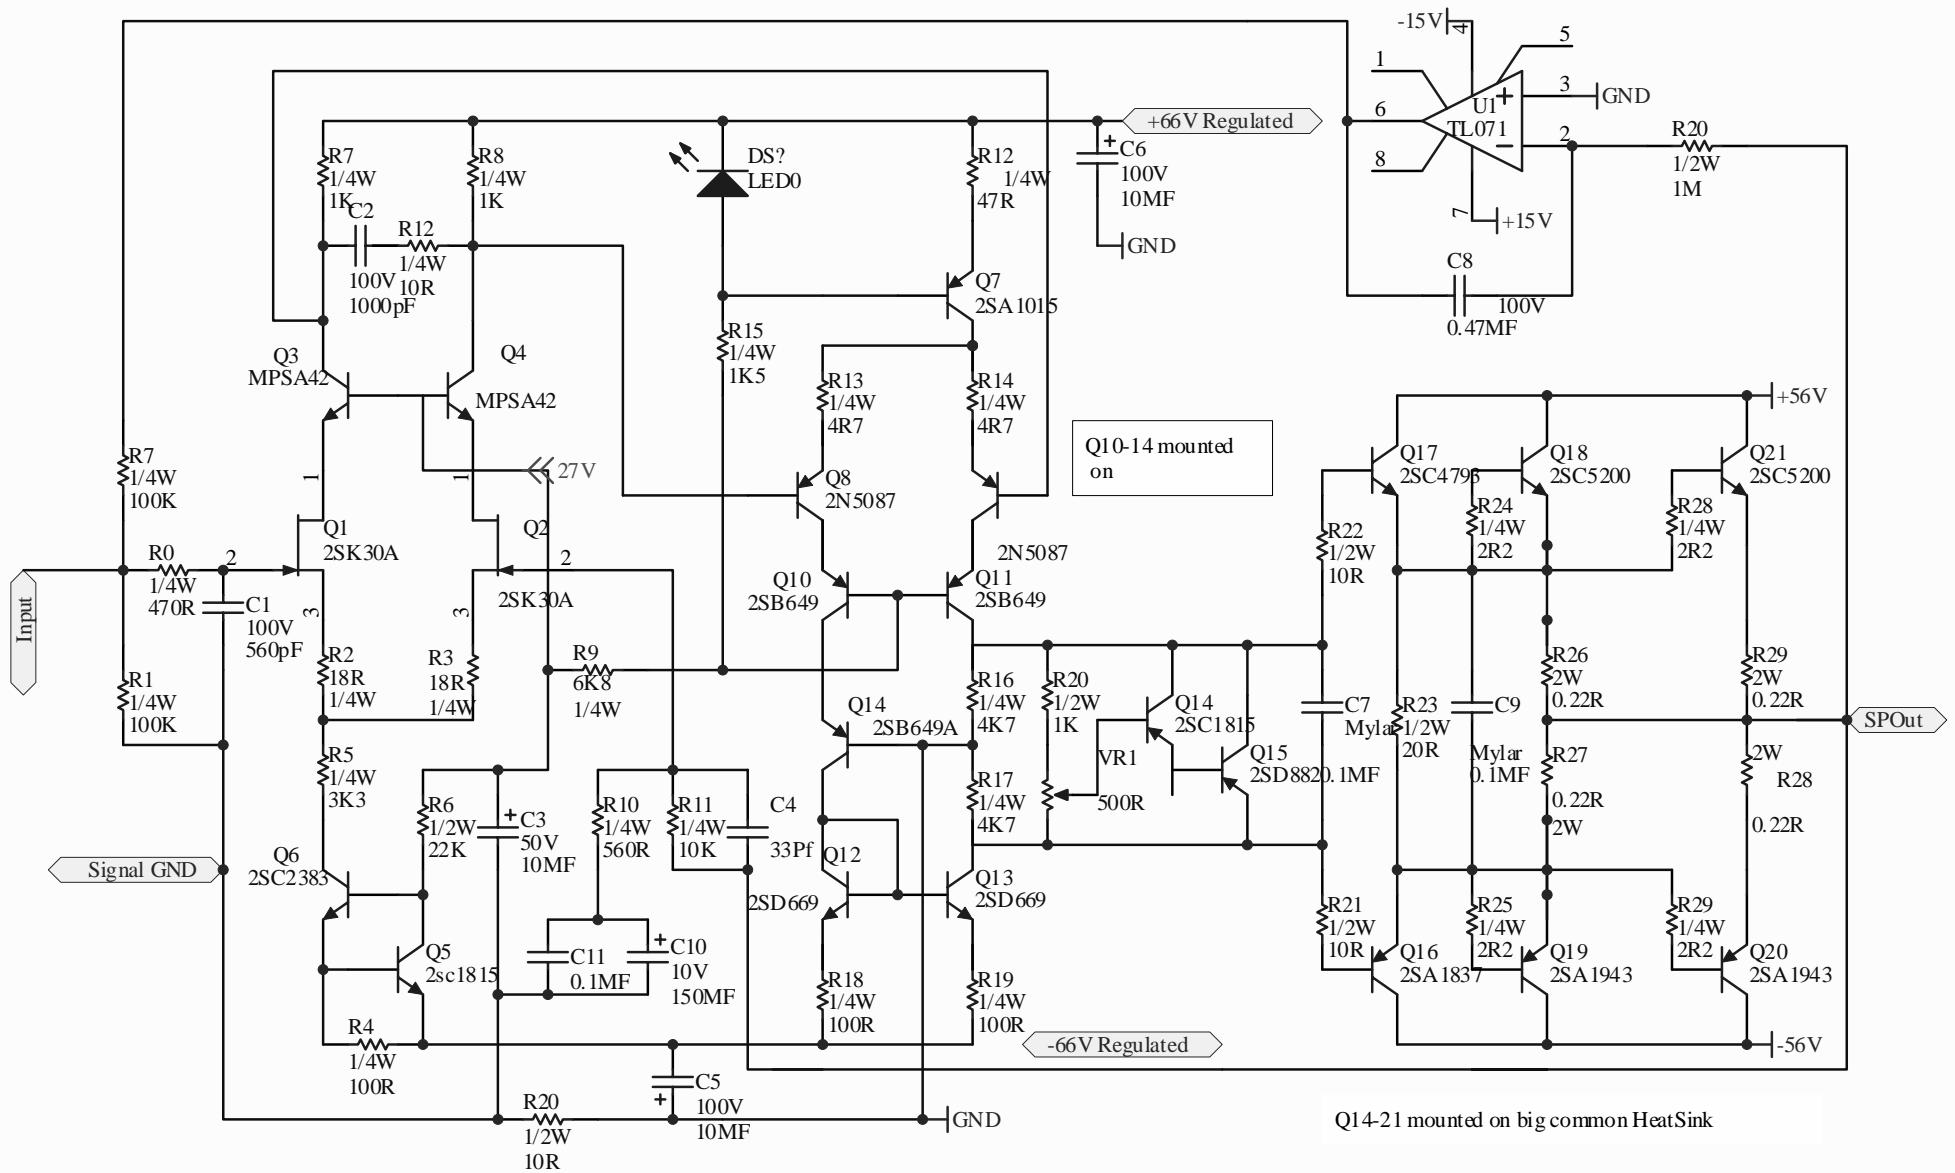 -15V
4
5
1
3
GND
+66V Regulated
6
U1
TL071
2
R20
1/2W
1M
8
7
+15V
R7
1/4W
1K
R8
1/4W
1K
DS?
LED0
R12
1/4W
47R
C6
100V
10MF
GND
C2
100V
1000pF
R12
1/4W
10R
C8
100V
0.47MF
Q7
2SA1015
R15
1/4W
1K5
Q3
MPSA42
Q4
MPSA42
R13
1/4W
4R7
R14
1/4W
4R7
+56V
Q10-14 mounted
on
Q17
2SC4793
Q18
2SC5200
Q21
2SC5200
R7
1/4W
100K
1
1
27V
Q8
2N5087
2N5087
R22
1/2W
10R
R24
1/4W
2R2
R28
1/4W
2R2
Q1
2SK30A
Q2
2SK30A
2
2
R0
1/4W
470R
Input
C1
100V
560pF
3
3
Q10
2SB649
Q11
2SB649
R1
1/4W
100K
R2
18R
1/4W
R3
18R
1/4W
R9
6K8
1/4W
R16
1/4W
4K7
R20
1/2W
1K
Q14
2SB649A
Q14
2SC1815
C7
Mylar
0.1MF
R23
1/2W
20R
C9
Mylar
0.1MF
R26
2W
0.22R
R29
2W
0.22R
SPOut
R5
1/4W
3K3
VR1
500R
Q15
2SD882
R27
0.22R
2W
2W
R28
0.22R
R6
1/2W
22K
C3
50V
10MF
R10
1/4W
560R
R11
1/4W
10K
C4
33Pf
R17
1/4W
4K7
Signal GND
Q6
2SC2383
Q12
2SD669
Q13
2SD669
R21
1/2W
10R
R25
1/4W
2R2
R29
1/4W
2R2
Q5
2sc1815
C11
0.1MF
C10
10V
150MF
Q16
2SA1837
Q19
2SA1943
Q20
2SA1943
R18
1/4W
100R
R19
1/4W
100R
R4
1/4W
100R
-66V Regulated
-56V
C5
100V
10MF
R20
1/2W
10R
GND
Q14-21 mounted on big common HeatSink